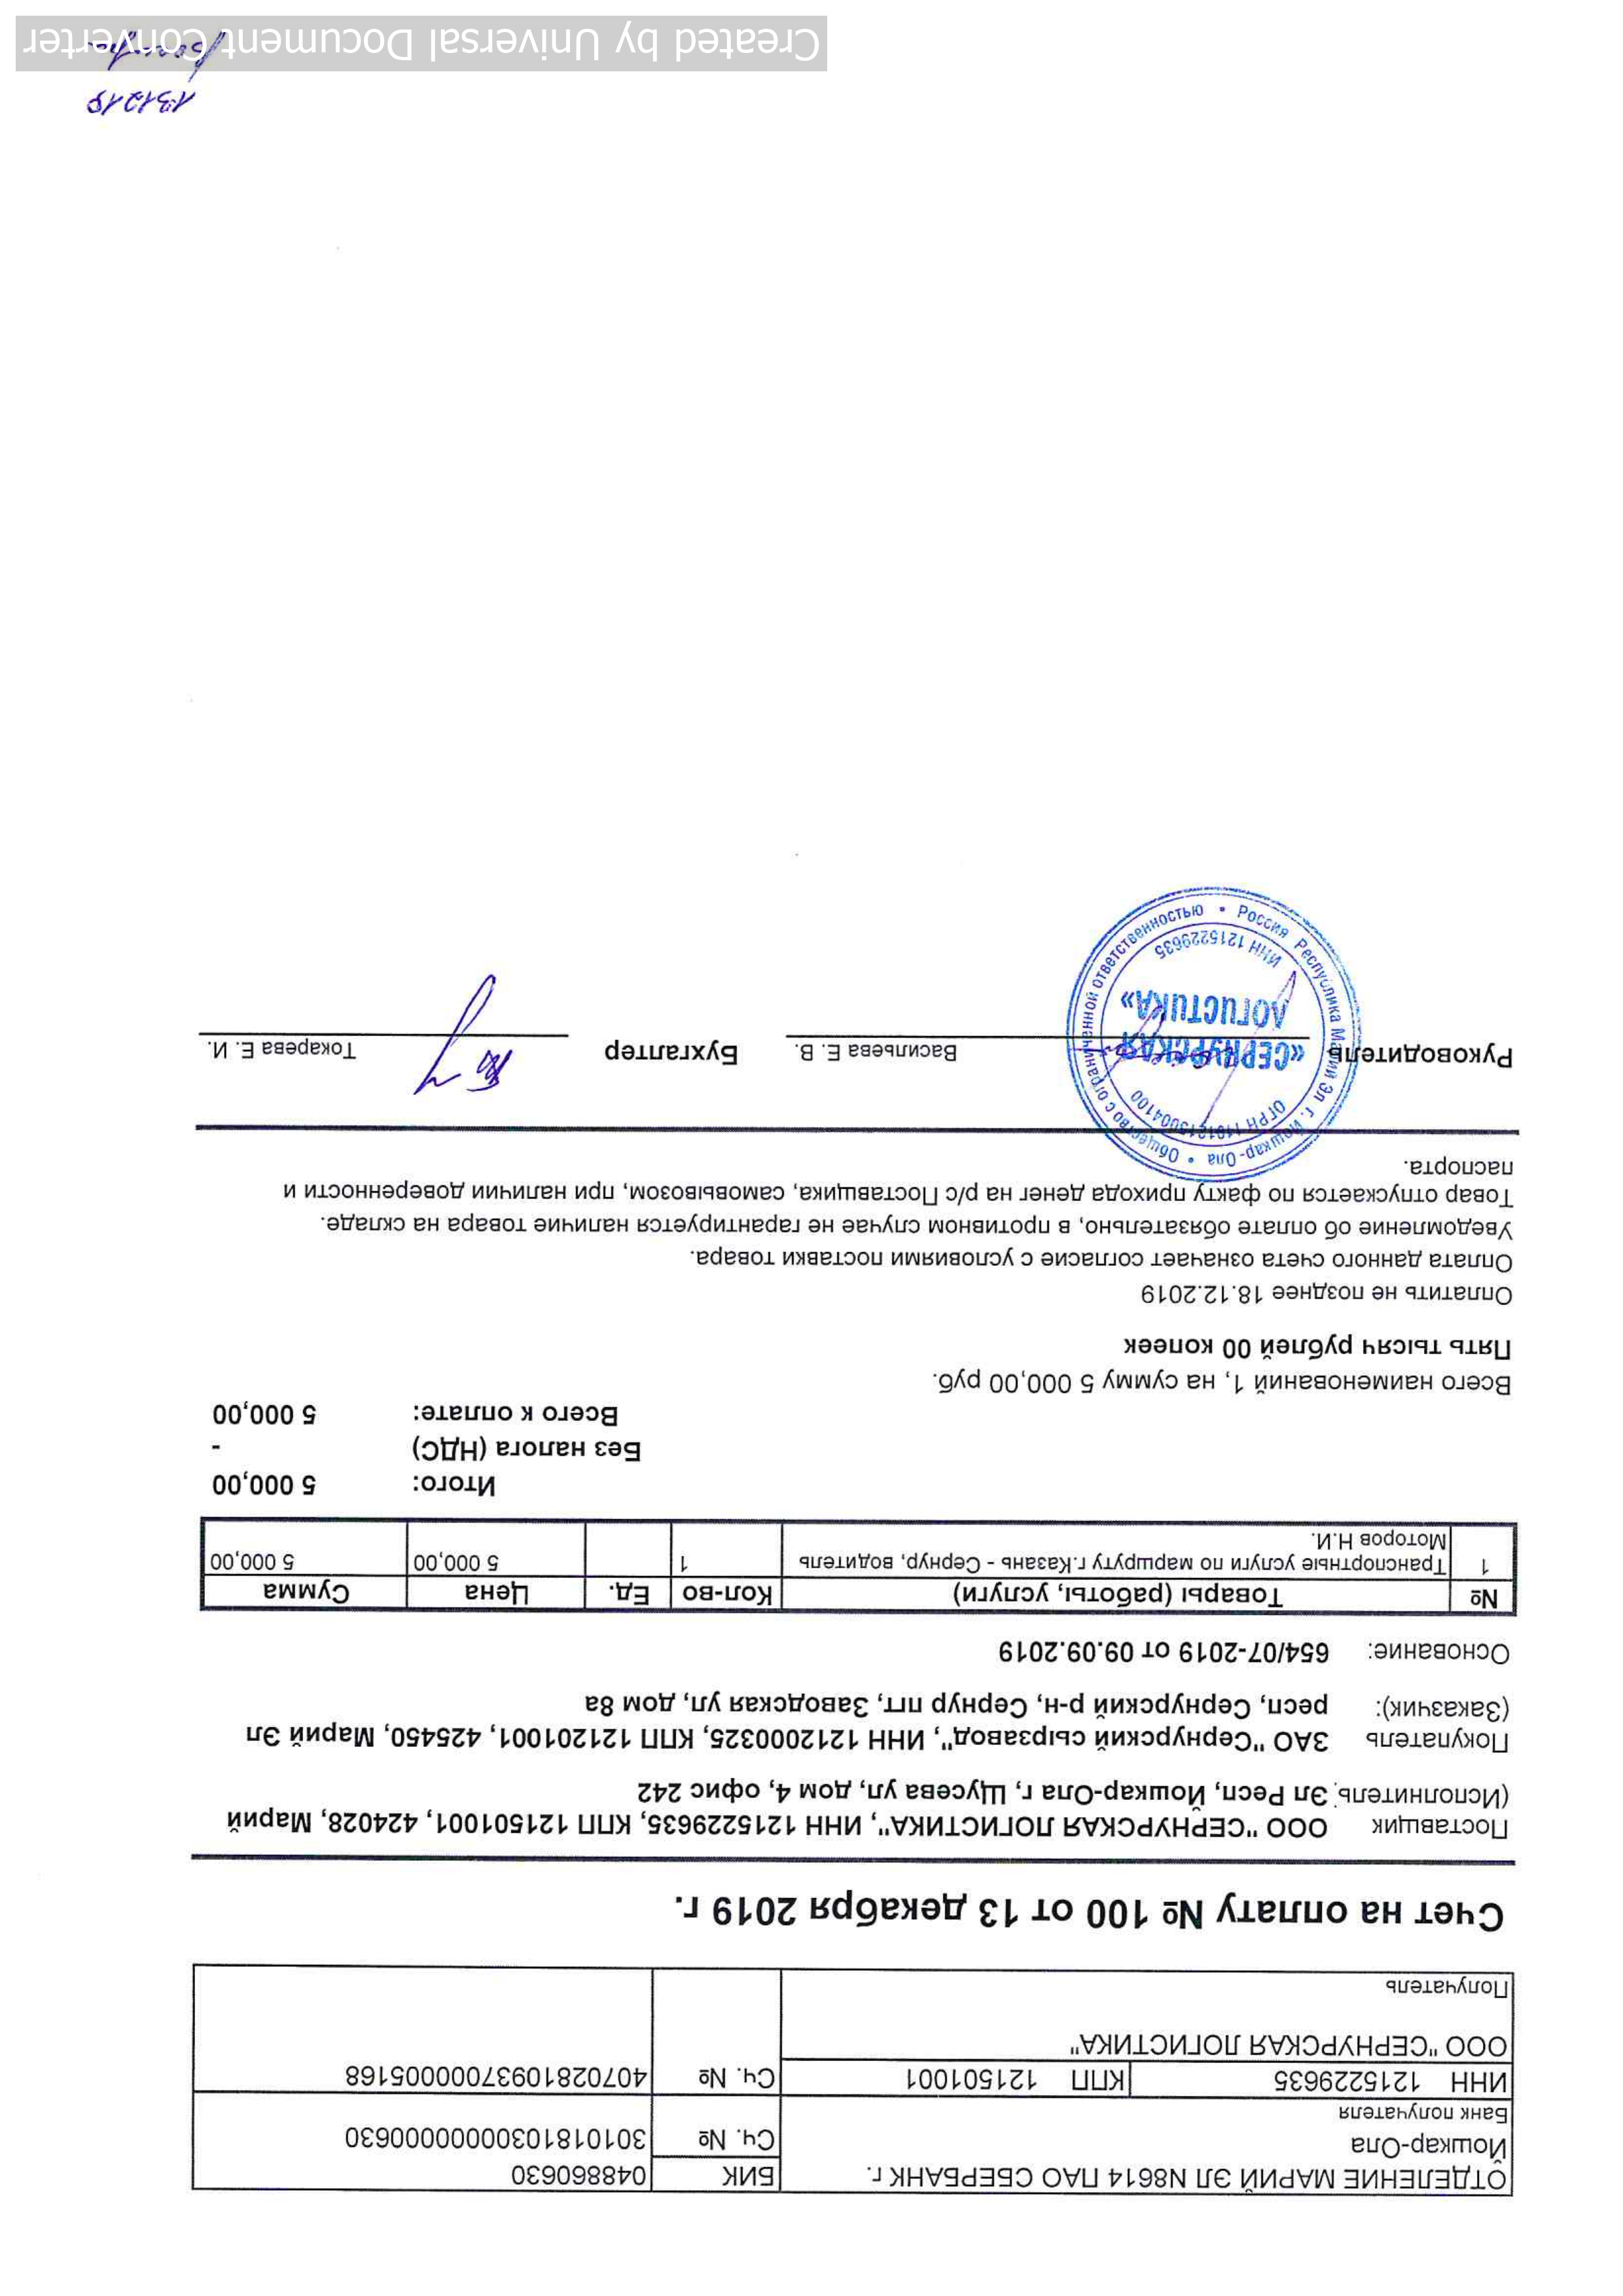 ОТДЕЛЕНИЕ МАРИЙ ЭЛ N8614 ПАО СБЕРБАНК г. БИК 048860630
Йошкар-Ола Сч. № 30101810300000000630
Банк получателя
ИНН 1215229635 КПП 121501001 Сч. № 40702810937000005168
ООО "СЕРНУРСКАЯ ЛОГИСТИКА"
Получатель
Счет на оплату № 100 от 13 декабря 2019 г.
Поставщик ООО "СЕРНУРСКАЯ ЛОГИСТИКА", ИНН 1215229635, КПП 121501001, 424028, Марий
(Исполнитель): Эл Респ, Йошкар-Ола г, Щусева ул, дом 4, офис 242
Покупатель ЗАО "Сернурский сырзавод", ИНН 1212000325, КПП 121201001, 425450, Марий Эл
(Заказчик): респ, Сернурский р-н, Сернур пгт, Заводская ул, дом 8а
Основание: 654/07-2019 от 09.09.2019
№ Товары (работы, услуги) Кол-во Ед. Цена Сумма
1 Транспортные услуги по маршруту г.Казань - Сернур, водитель 1 5 000,00 5 000,00
Моторов Н.И.
Итого: 5 000,00
Без налога (НДС) -
Всего к оплате: 5 000,00
Всего наименований 1, на сумму 5 000,00 руб.
Пять тысяч рублей 00 копеек
Оплатить не позднее 18.12.2019
Оплата данного счета означает согласие с условиями поставки товара.
Уведомление об оплате обязательно, в противном случае не гарантируется наличие товара на складе.
Товар отпускается по факту прихода денег на р/с Поставщика, самовывозом, при наличии доверенности и
паспорта.
Руководитель Васильева Е. В. Бухгалтер Токарева Е. И.
Общество с ограниченной ответственностью • Россия Республика Марий Эл г. Йошкар-Ола •
ОГРН 1191215004100
«СЕРНУРСКАЯ
ЛОГИСТИКА»
ИНН 1215229635
131219
Created by Universal Document Converter